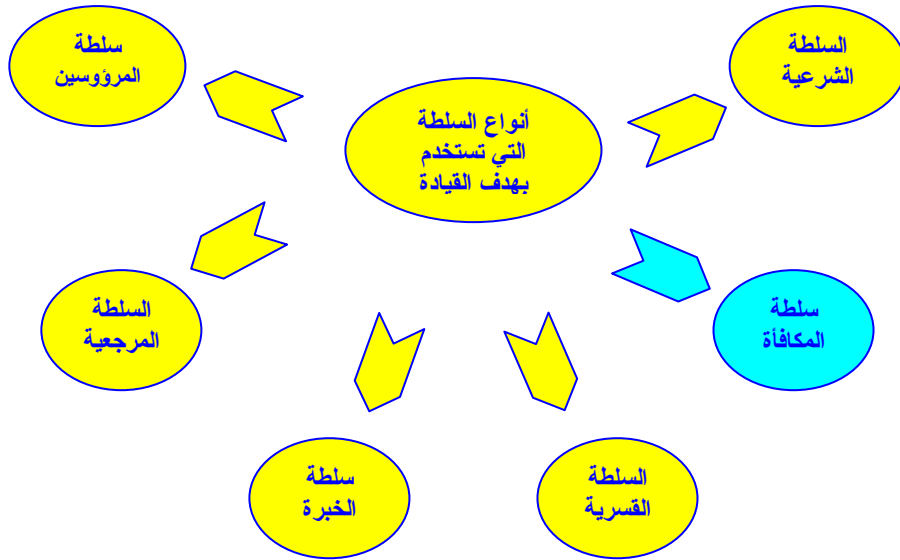 أنواع السلطة
التي تستخدم
بهدف القيادة
السلطة
الشرعية
سلطة
المكافأة
السلطة
القسرية
سلطة
الخبرة
السلطة
المرجعية
سلطة
المرؤوسين